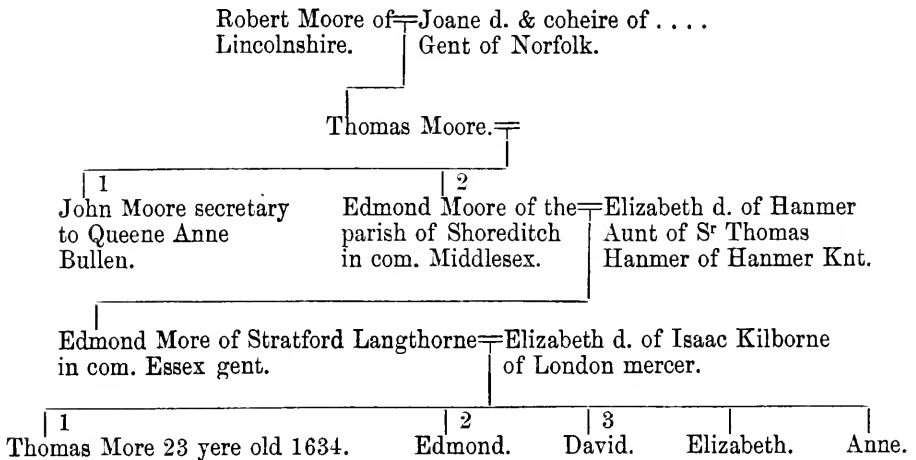 Robert Moore of Joane d. & coheire of . . . .
Lincolnshire. Gent of Norfolk.
Thomas Moore.
1 2
John Moore secretary Edmond Moore of the Elizabeth d. of Hanmer
to Queene Anne parish of Shoreditch Aunt of Sʳ Thomas
Bullen. in com. Middlesex. Hanmer of Hanmer Knt.
Edmond More of Stratford Langthorne Elizabeth d. of Isaac Kilborne
in com. Essex gent. of London mercer.
1 2 3
Thomas More 23 yere old 1634. Edmond. David. Elizabeth. Anne.